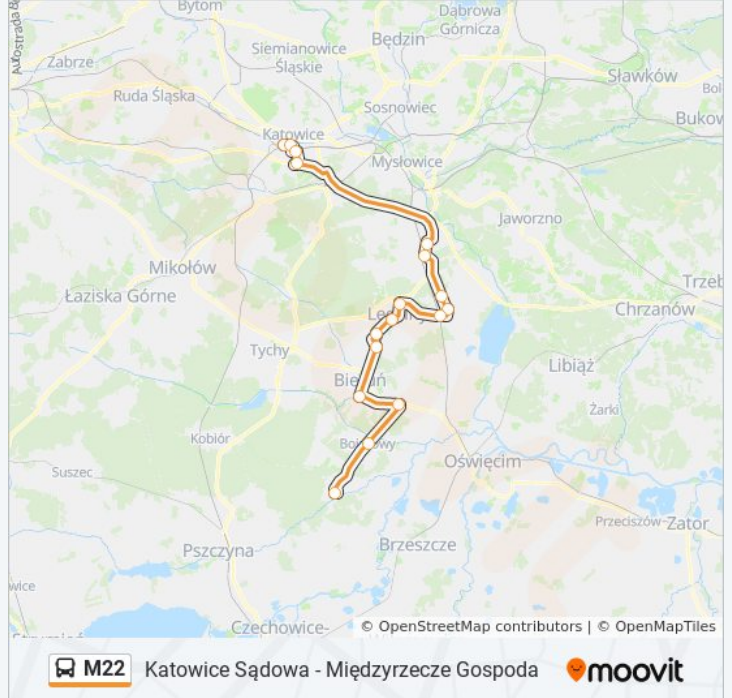 Bytom
Dąbrowa
Górnicza
Będzin
Siemianowice
Śląskie
Autostrada
Zabrze
Sławków
Ruda Śląska
Sosnowiec
Katowice
Mysłowice
Jaworzno
Mikołów
Łaziska Górne
Trzeb
Chrzanów
Tychy
Libiąż
Żarki
Kobiór
Oświęcim
Suszec
Przeciszów
Zator
Brzeszcze
Pszczyna
wice
Czechowice-
© OpenStreetMap contributors | © OpenMapTiles
M22 Katowice Sądowa - Międzyrzecze Gospoda moovit